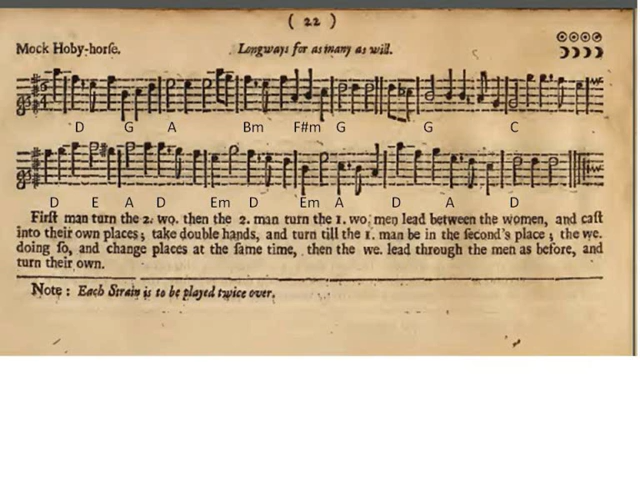 ( 22 )
Mock Hoby-horſe. Longways for as many as will.
D G A Bm F#m G G C
D E A D Em D Em A D A D
Firſt man turn the 2. wo. then the 2. man turn the 1. wo. men lead between the women, and caſt
into their own places; take double hands, and turn till the 1. man be in the ſecond's place; the we.
doing ſo, and change places at the ſame time, then the we. lead through the men as before, and
turn their own.
Note: Each Strain is to be played twice over.